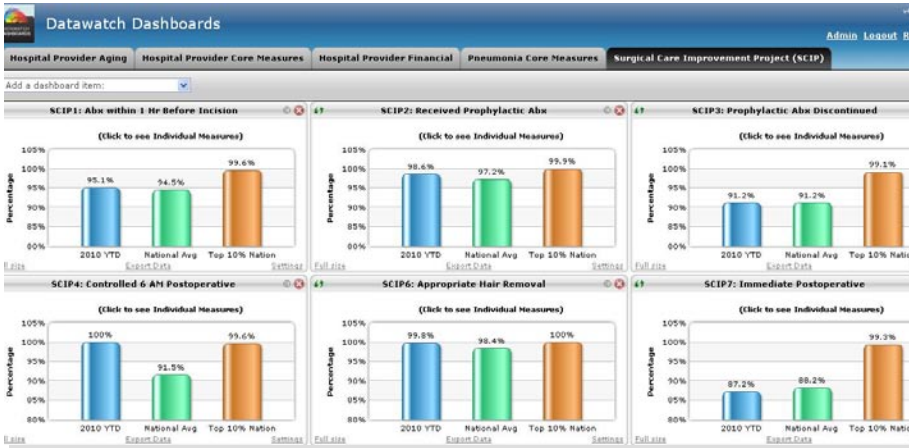 Datawatch Dashboards
Admin Logout
Hospital Provider Aging Hospital Provider Core Measures Hospital Provider Financial Pneumonia Core Measures Surgical Care Improvement Project (SCIP)
Add a dashboard item:
SCIP1: Abx within 1 Hr Before Incision
(Click to see Individual Measures)
105%
100%
95%
90%
85%
80%
Percentage
95.1%
94.5%
99.6%
2010 YTD National Avg Top 10% Nation
Export Data Settings
SCIP2: Received Prophylactic Abx
(Click to see Individual Measures)
105%
100%
95%
90%
85%
80%
Percentage
98.6%
97.2%
99.9%
2010 YTD National Avg Top 10% Nation
Full size Export Data Settings
SCIP3: Prophylactic Abx Discontinued
(Click to see Individual Measures)
105%
100%
95%
90%
85%
80%
Percentage
91.2%
91.2%
99.1%
2010 YTD National Avg Top 10% Natio
Full size Export Data
SCIP4: Controlled 6 AM Postoperative
(Click to see Individual Measures)
105%
100%
95%
90%
85%
80%
Percentage
100%
91.5%
99.6%
2010 YTD National Avg Top 10% Nation
Export Data Settings
SCIP6: Appropriate Hair Removal
(Click to see Individual Measures)
105%
100%
95%
90%
85%
80%
Percentage
99.8%
98.4%
100%
2010 YTD National Avg Top 10% Nation
Full size Export Data Settings
SCIP7: Immediate Postoperative
(Click to see Individual Measures)
105%
100%
95%
90%
85%
80%
Percentage
87.2%
88.2%
99.3%
2010 YTD National Avg Top 10% Natio
Full size Export Data